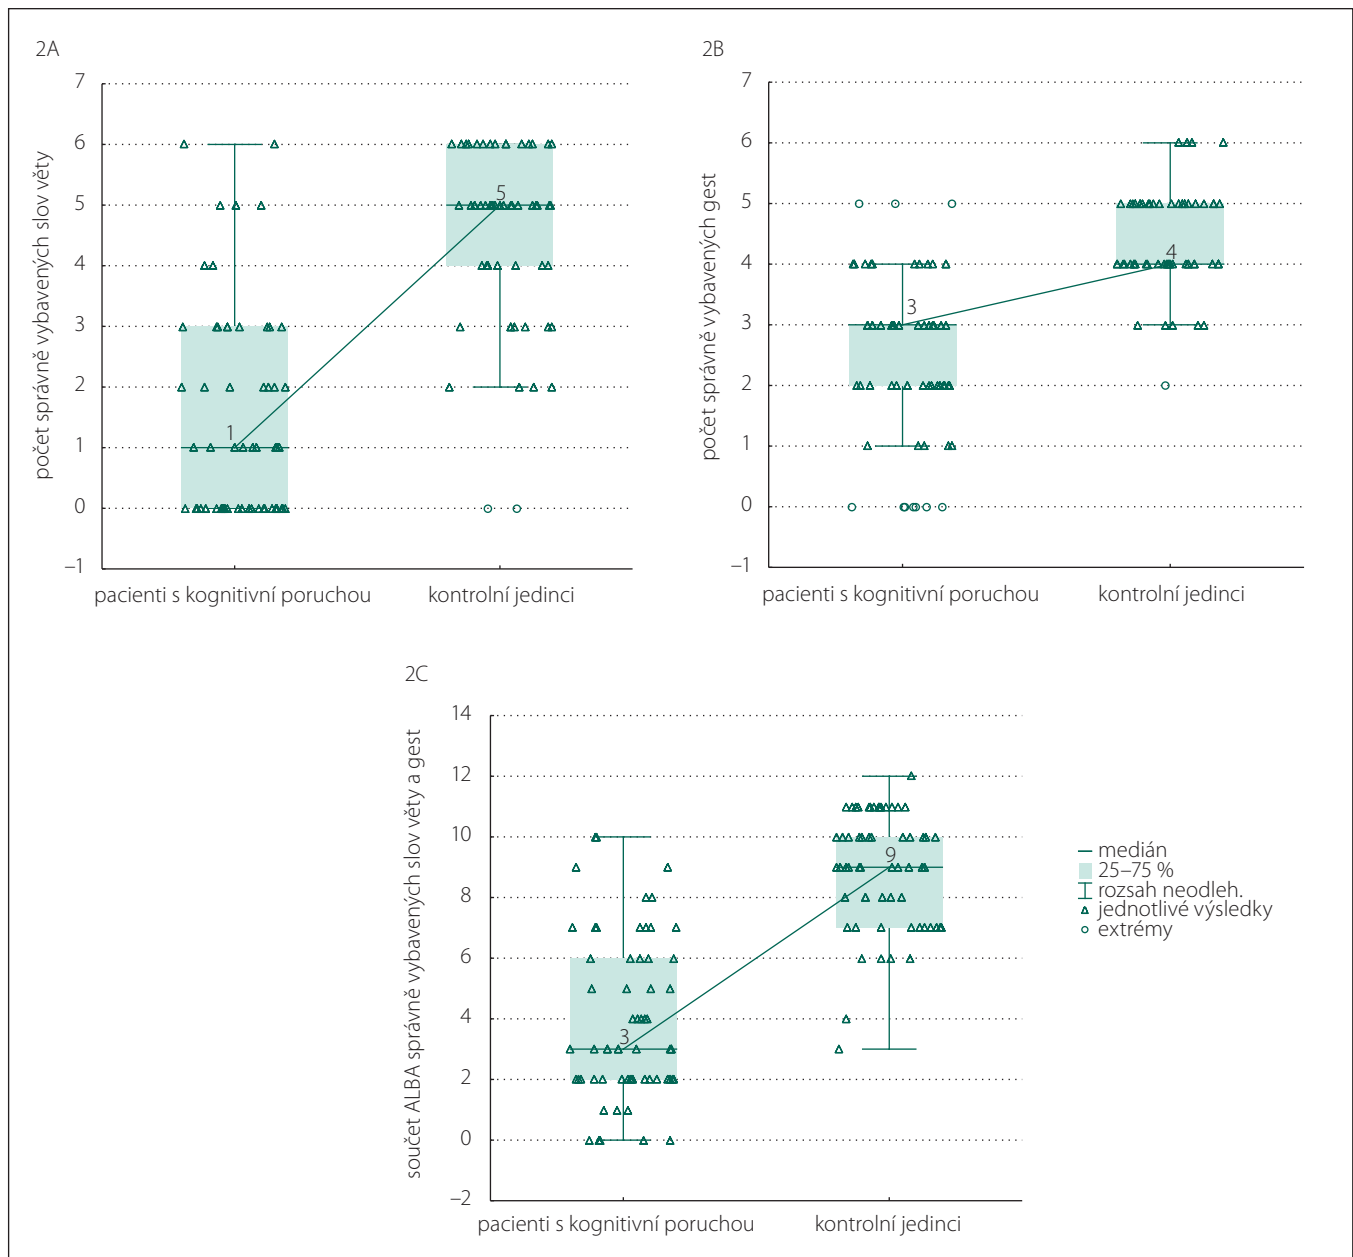 2A
počet správně vybavených slov věty
7
6
5
4
3
2
1
0
–1
1
5
pacienti s kognitivní poruchou
kontrolní jedinci
2B
počet správně vybavených gest
7
6
5
4
3
2
1
0
–1
3
4
pacienti s kognitivní poruchou
kontrolní jedinci
2C
součet ALBA správně vybavených slov věty a gest
14
12
10
8
6
4
2
0
–2
3
9
pacienti s kognitivní poruchou
kontrolní jedinci
medián
25–75 %
rozsah neodleh.
jednotlivé výsledky
extrémy